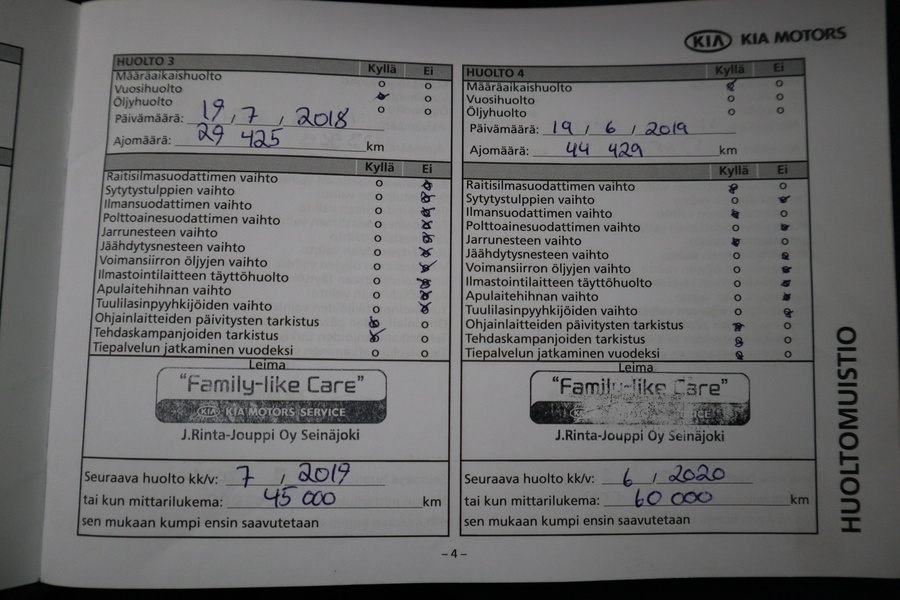 KIA KIA MOTORS
HUOLTO 3 Kyllä Ei
Määräaikaishuolto
Vuosihuolto
Öljyhuolto
Päivämäärä: 19, 7, 2018
Ajomäärä: 29 425 km
Kyllä Ei
Raitisilmasuodattimen vaihto
Sytytystulppien vaihto
Ilmansuodattimen vaihto
Polttoainesuodattimen vaihto
Jarrunesteen vaihto
Jäähdytysnesteen vaihto
Voimansiirron öljyjen vaihto
Ilmastointilaitteen täyttöhuolto
Apulaitehihnan vaihto
Tuulilasinpyyhkijöiden vaihto
Ohjainlaitteiden päivitysten tarkistus
Tehdaskampanjoiden tarkistus
Tiepalvelun jatkaminen vuodeksi
Leima
"Family-like Care"
KIA KIA MOTORS SERVICE
J.Rinta-Jouppi Oy Seinäjoki
Seuraava huolto kk/v: 7, 2019
tai kun mittarilukema: 45 000 km
sen mukaan kumpi ensin saavutetaan
HUOLTO 4 Kyllä Ei
Määräaikaishuolto
Vuosihuolto
Öljyhuolto
Päivämäärä: 19, 6, 2019
Ajomäärä: 44 429 km
Kyllä Ei
Raitisilmasuodattimen vaihto
Sytytystulppien vaihto
Ilmansuodattimen vaihto
Polttoainesuodattimen vaihto
Jarrunesteen vaihto
Jäähdytysnesteen vaihto
Voimansiirron öljyjen vaihto
Ilmastointilaitteen täyttöhuolto
Apulaitehihnan vaihto
Tuulilasinpyyhkijöiden vaihto
Ohjainlaitteiden päivitysten tarkistus
Tehdaskampanjoiden tarkistus
Tiepalvelun jatkaminen vuodeksi
Leima
"Family-like Care"
J.Rinta-Jouppi Oy Seinäjoki
Seuraava huolto kk/v: 6, 2020
tai kun mittarilukema: 60 000 km
sen mukaan kumpi ensin saavutetaan
HUOLTOMUISTIO
– 4 –